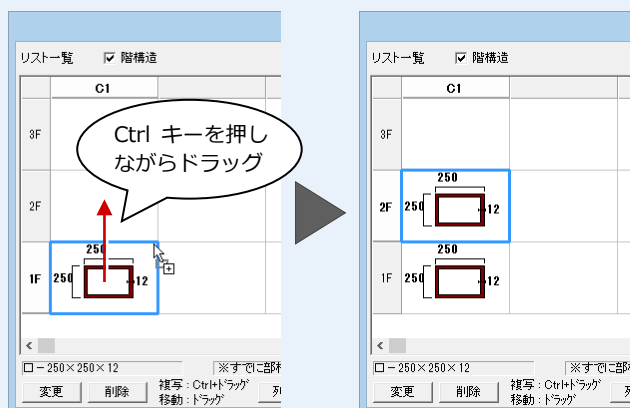 リスト一覧 階構造
C1
3F
Ctrl キーを押し
ながらドラッグ
2F
250
1F 250 12
<
ロ-250×250×12 ※すでに部
変更 削除 複写:Ctrl+ドラッグ
移動:ドラッグ
リスト一覧 階構造
C1
3F
250
2F 250 12
250
1F 250 12
<
ロ-250×250×12 ※すでに部
変更 削除 複写:Ctrl+ドラッグ
移動:ドラッグ